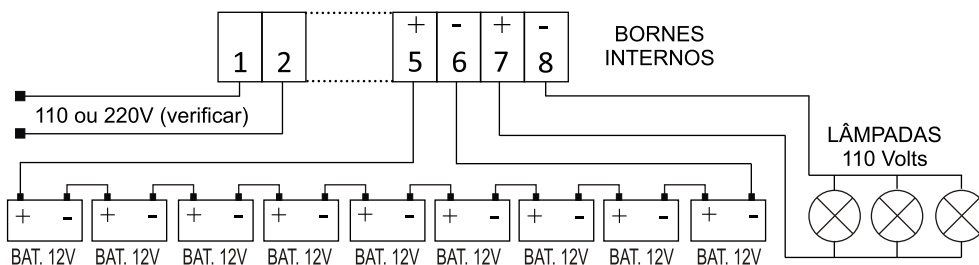 + - + -
1 2 5 6 7 8
BORNES
INTERNOS
110 ou 220V (verificar)
LÂMPADAS
110 Volts
+ - + - + - + - + - + - + - + - + -
BAT. 12V BAT. 12V BAT. 12V BAT. 12V BAT. 12V BAT. 12V BAT. 12V BAT. 12V BAT. 12V